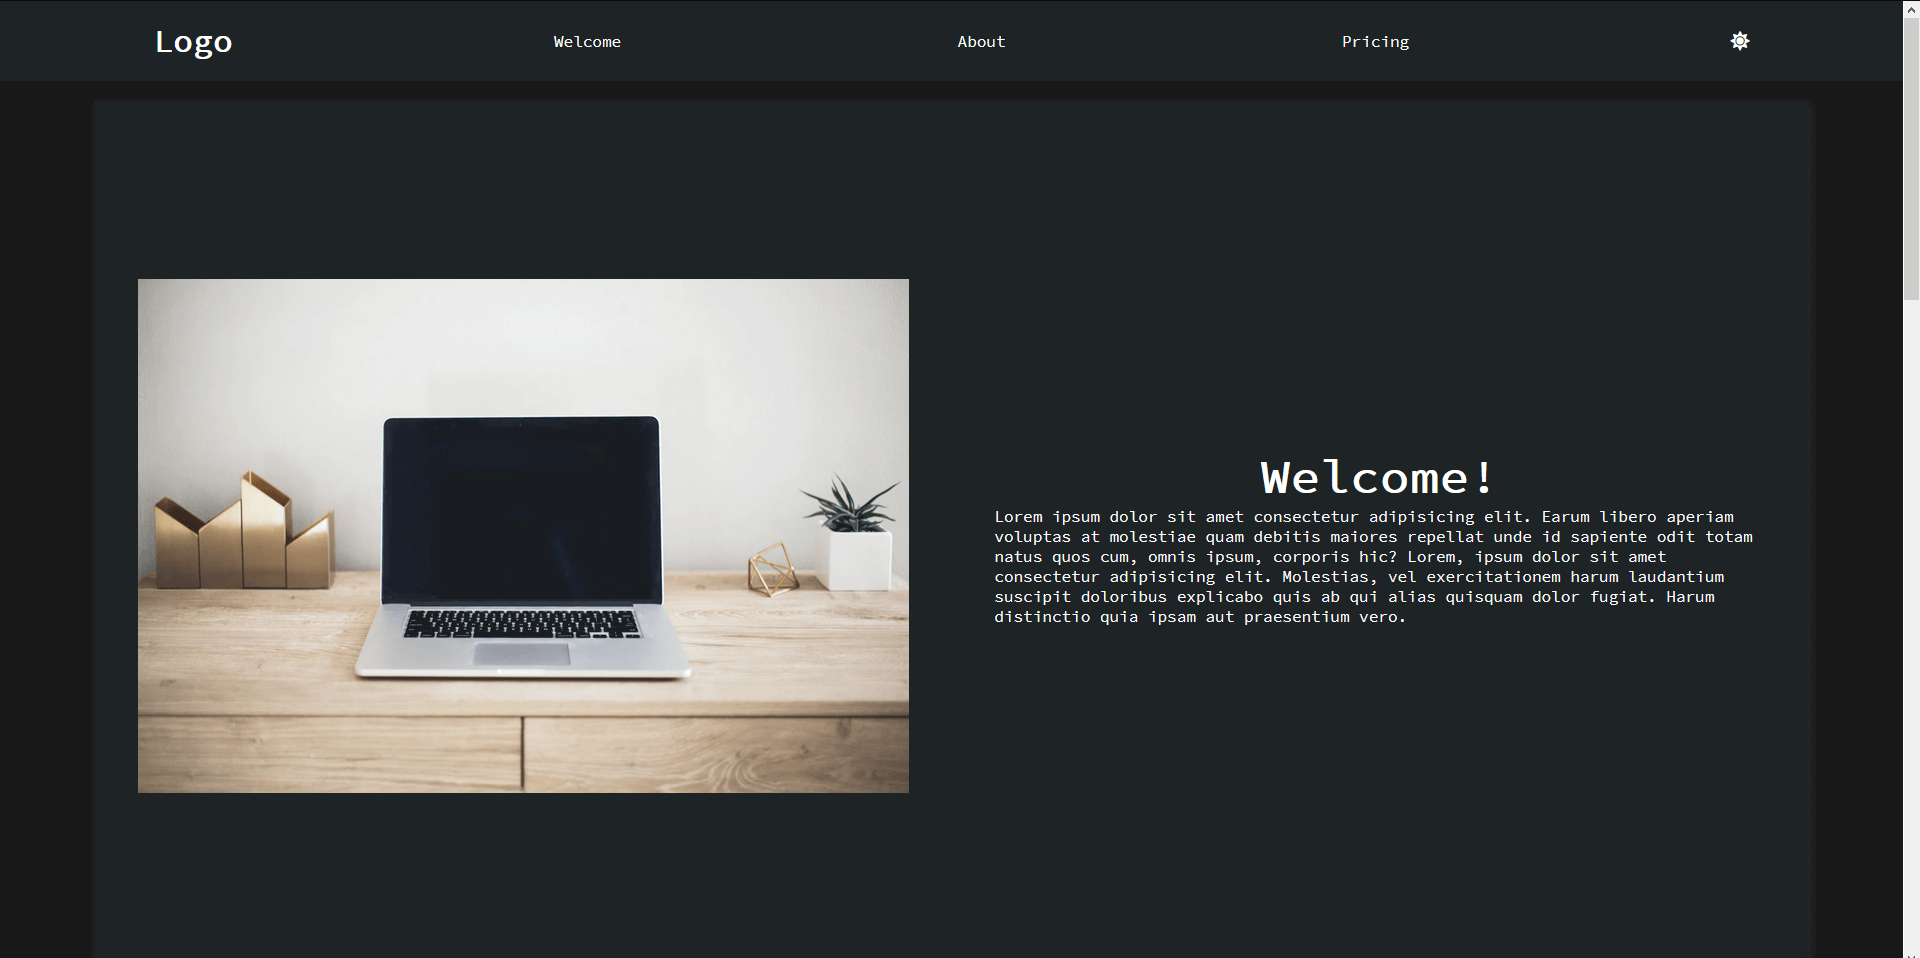 Logo
Welcome
About
Pricing
Welcome!
Lorem ipsum dolor sit amet consectetur adipisicing elit. Earum libero aperiam
voluptas at molestiae quam debitis maiores repellat unde id sapiente odit totam
natus quos cum, omnis ipsum, corporis hic? Lorem, ipsum dolor sit amet
consectetur adipisicing elit. Molestias, vel exercitationem harum laudantium
suscipit doloribus explicabo quis ab qui alias quisquam dolor fugiat. Harum
distinctio quia ipsam aut praesentium vero.